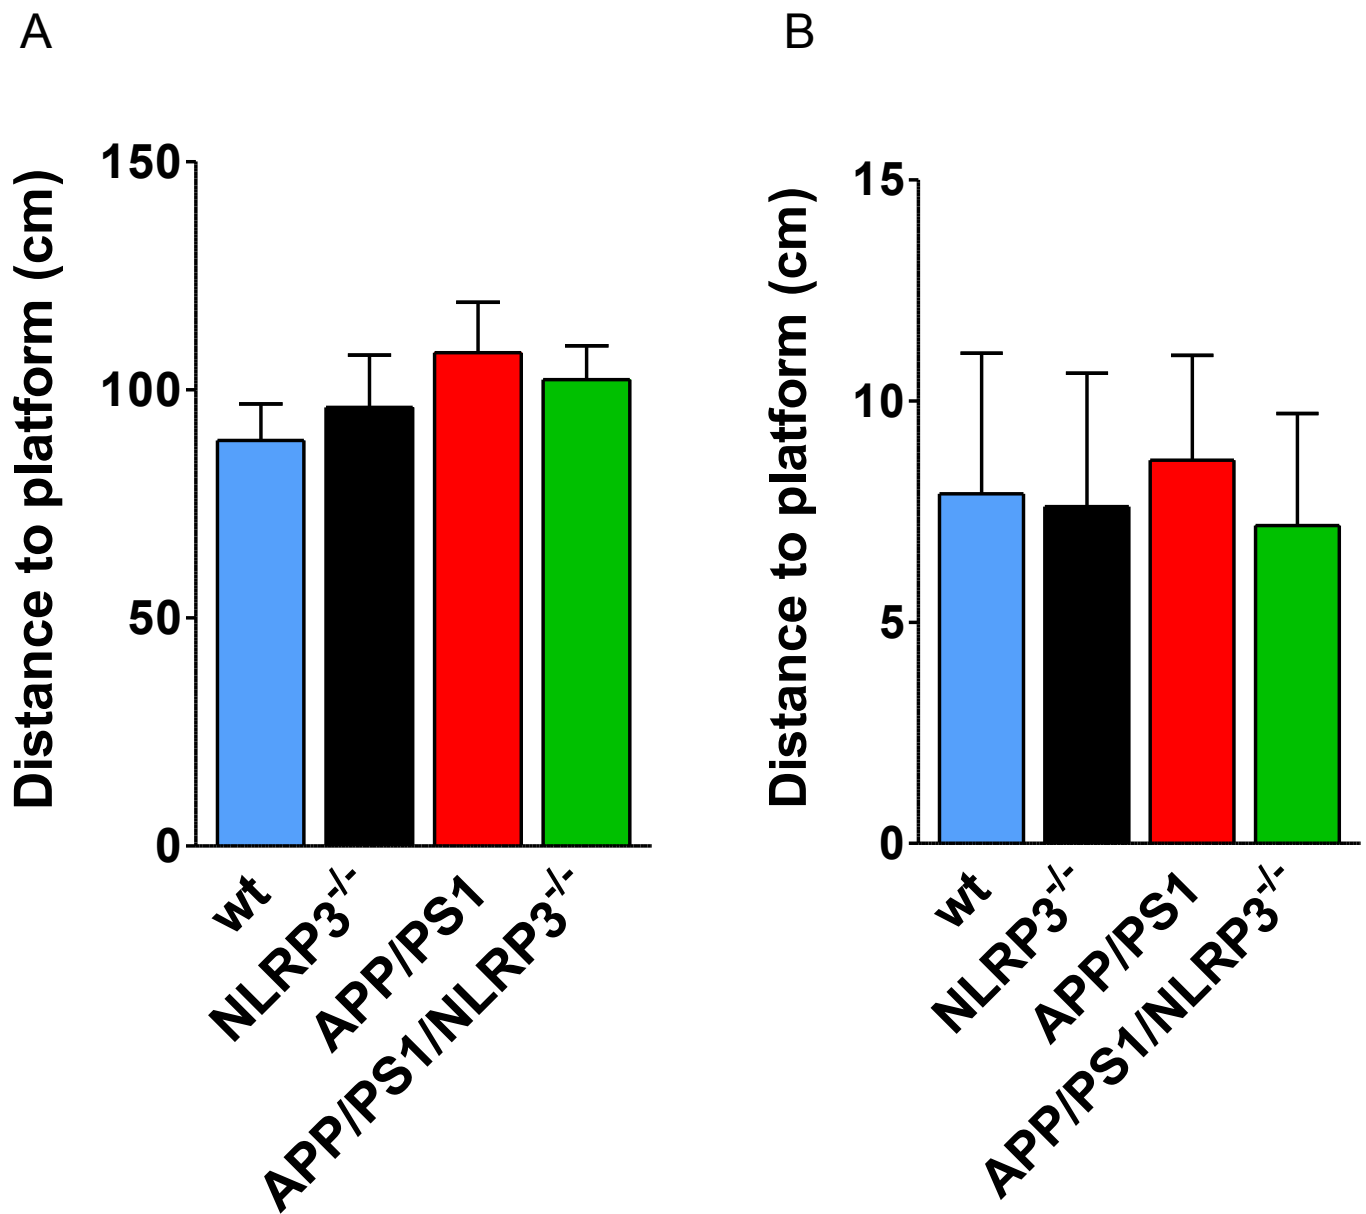 A
Distance to platform (cm)
150
100
50
0
wt
NLRP3-/-
APP/PS1
APP/PS1/NLRP3-/-
B
Distance to platform (cm)
15
10
5
0
wt
NLRP3-/-
APP/PS1
APP/PS1/NLRP3-/-